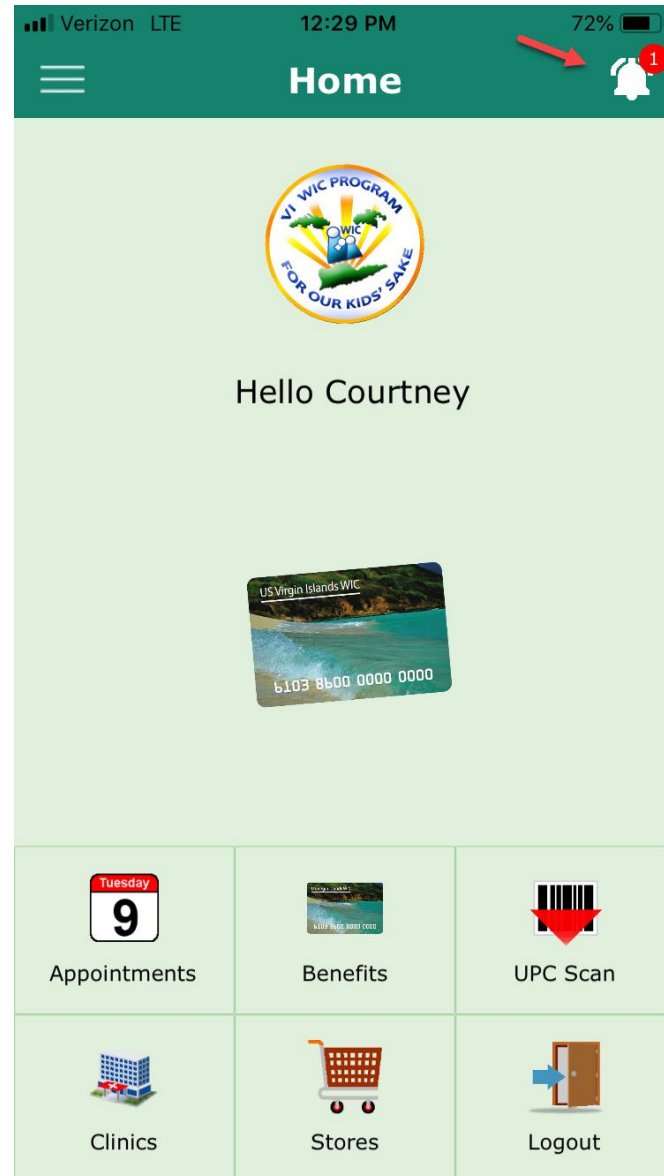 Verizon LTE 12:29 PM 72%
Home
1
VI WIC PROGRAM
WIC
FOR OUR KIDS' SAKE
Hello Courtney
US Virgin Islands WIC
6103 8600 0000 0000
Tuesday
9
Appointments Benefits UPC Scan
Clinics Stores Logout